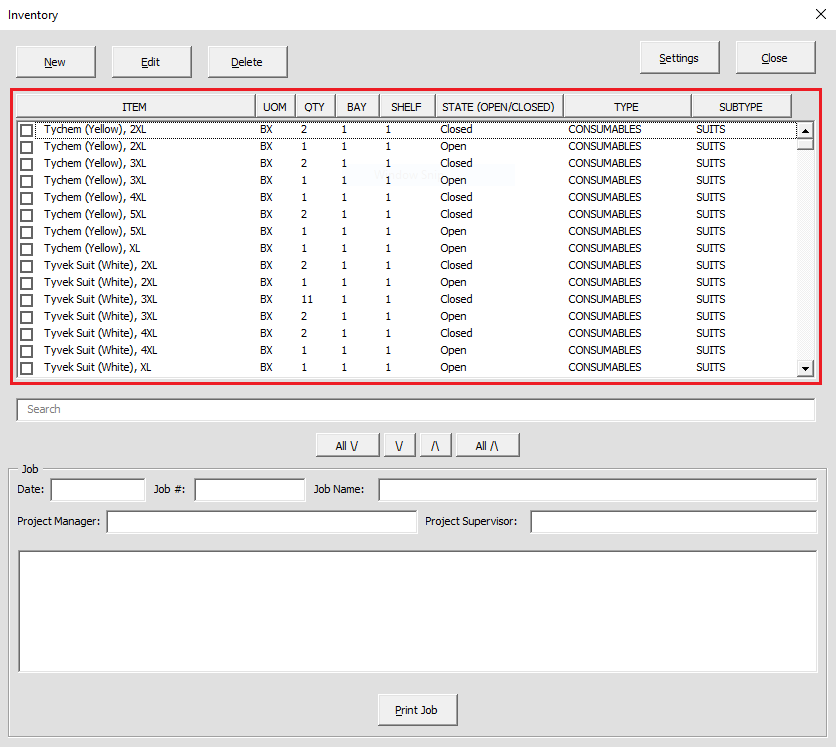 Inventory
New Edit Delete Settings Close
ITEM UOM QTY BAY SHELF STATE (OPEN/CLOSED) TYPE SUBTYPE
Tychem (Yellow), 2XL BX 2 1 1 Closed CONSUMABLES SUITS
Tychem (Yellow), 2XL BX 1 1 1 Open CONSUMABLES SUITS
Tychem (Yellow), 3XL BX 2 1 1 Closed CONSUMABLES SUITS
Tychem (Yellow), 3XL BX 1 1 1 Open CONSUMABLES SUITS
Tychem (Yellow), 4XL BX 1 1 1 Closed CONSUMABLES SUITS
Tychem (Yellow), 5XL BX 2 1 1 Closed CONSUMABLES SUITS
Tychem (Yellow), 5XL BX 1 1 1 Open CONSUMABLES SUITS
Tychem (Yellow), XL BX 1 1 1 Open CONSUMABLES SUITS
Tyvek Suit (White), 2XL BX 2 1 1 Closed CONSUMABLES SUITS
Tyvek Suit (White), 2XL BX 1 1 1 Open CONSUMABLES SUITS
Tyvek Suit (White), 3XL BX 11 1 1 Closed CONSUMABLES SUITS
Tyvek Suit (White), 3XL BX 2 1 1 Open CONSUMABLES SUITS
Tyvek Suit (White), 4XL BX 2 1 1 Closed CONSUMABLES SUITS
Tyvek Suit (White), 4XL BX 1 1 1 Open CONSUMABLES SUITS
Tyvek Suit (White), XL BX 1 1 1 Open CONSUMABLES SUITS
Search
All \/ \/ /\ All /\
Job
Date: Job #: Job Name:
Project Manager: Project Supervisor:
Print Job